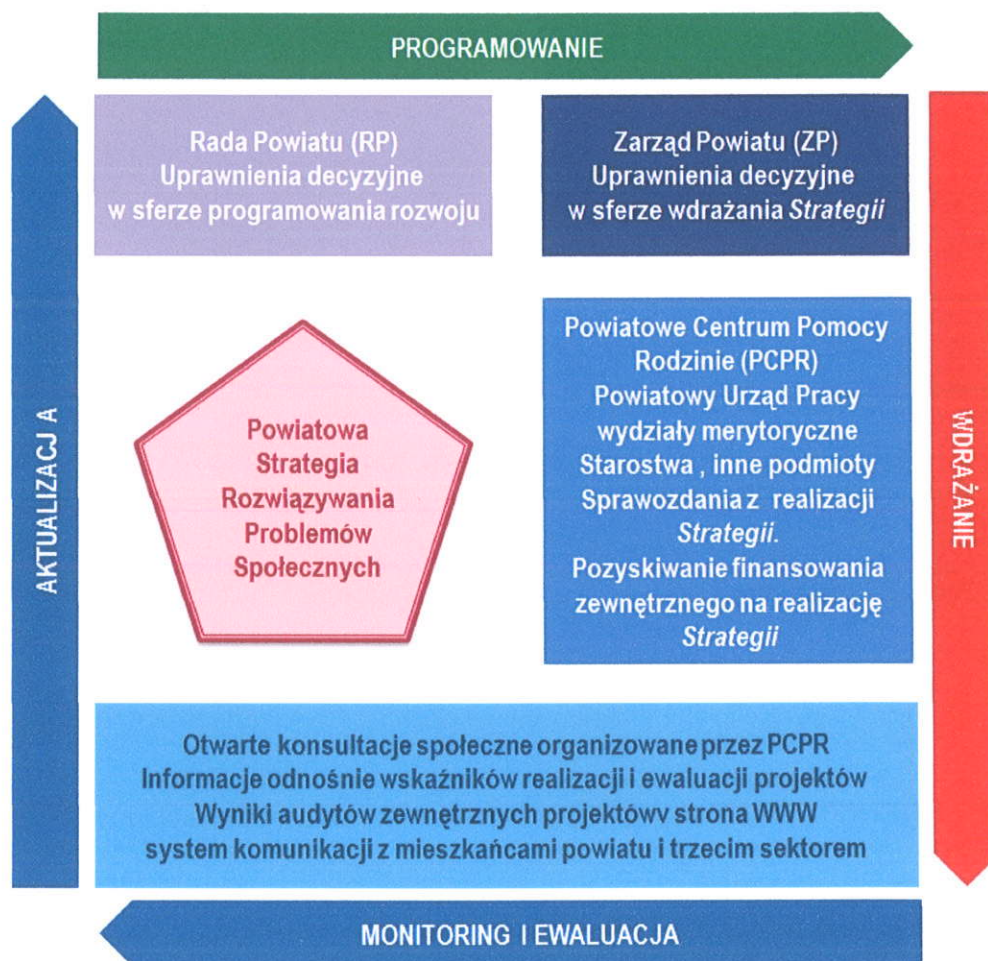 PROGRAMOWANIE
Rada Powiatu (RP)
Uprawnienia decyzyjne
w sferze programowania rozwoju
Zarząd Powiatu (ZP)
Uprawnienia decyzyjne
w sferze wdrażania Strategii
AKTUALIZACJ A
Powiatowa
Strategia
Rozwiązywania
Problemów
Społecznych
Powiatowe Centrum Pomocy
Rodzinie (PCPR)
Powiatowy Urząd Pracy
wydziały merytoryczne
Starostwa , inne podmioty
Sprawozdania z realizacji
Strategii.
Pozyskiwanie finansowania
zewnętrznego na realizację
Strategii
WDRAŻANIE
Otwarte konsultacje społeczne organizowane przez PCPR
Informacje odnośnie wskaźników realizacji i ewaluacji projektów
Wyniki audytów zewnętrznych projektówv strona WWW
system komunikacji z mieszkańcami powiatu i trzecim sektorem
MONITORING I EWALUACJA